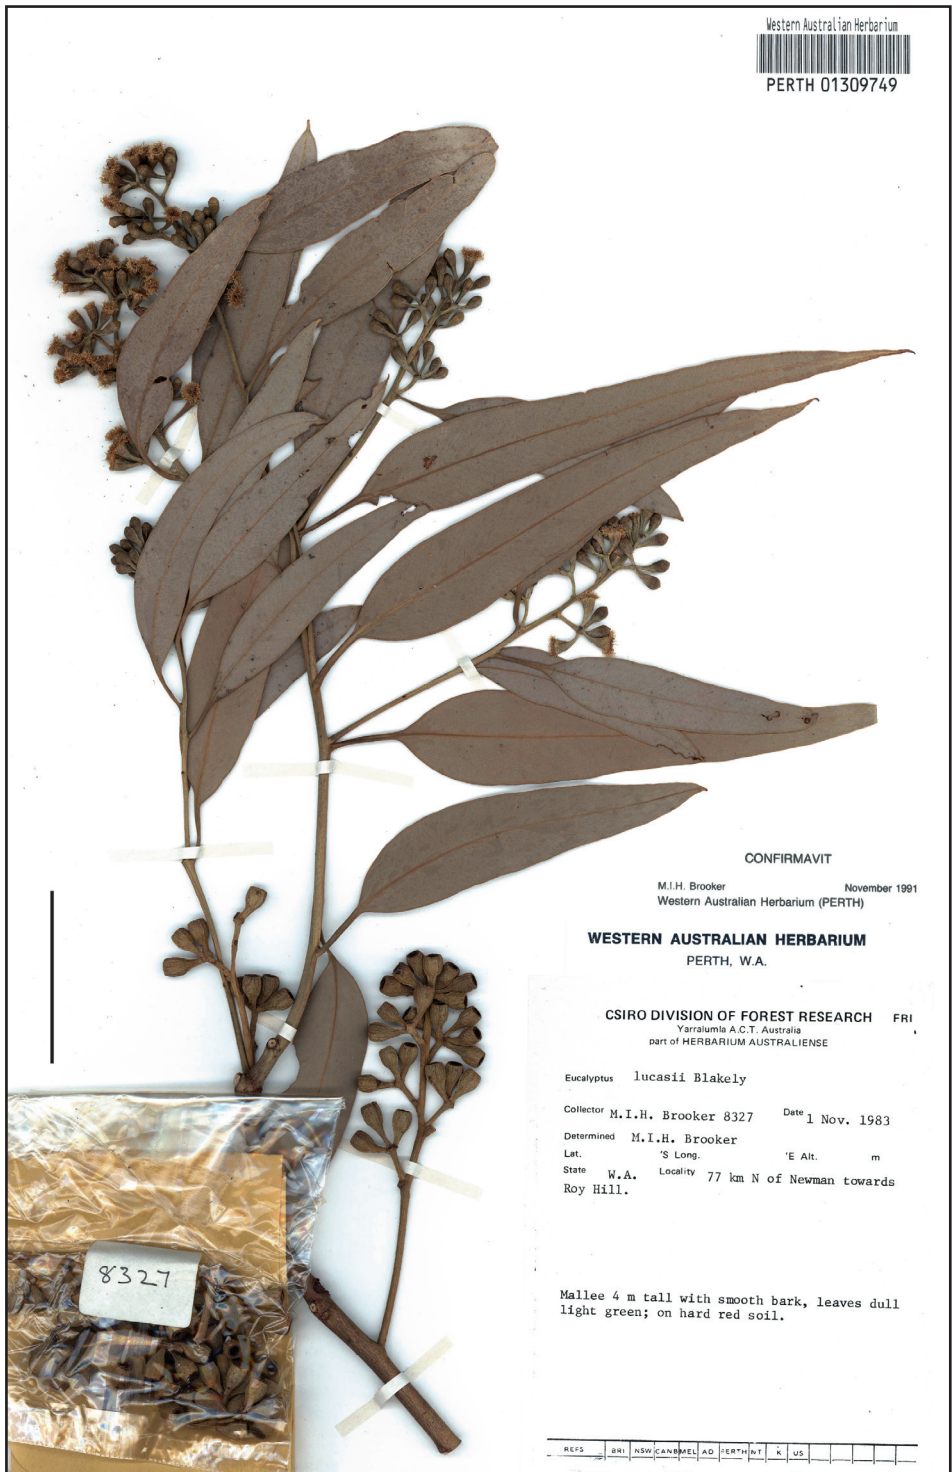 Western Australian Herbarium
PERTH 01309749
CONFIRMAVIT
M.I.H. Brooker November 1991
Western Australian Herbarium (PERTH)
WESTERN AUSTRALIAN HERBARIUM
PERTH, W.A.
CSIRO DIVISION OF FOREST RESEARCH FRI
Yarralumla A.C.T. Australia
part of HERBARIUM AUSTRALIENSE
Eucalyptus lucasii Blakely
Collector M.I.H. Brooker 8327 Date 1 Nov. 1983
Determined M.I.H. Brooker
Lat. 'S Long. 'E Alt. m
State W.A. Locality 77 km N of Newman towards
Roy Hill.
8327
Mallee 4 m tall with smooth bark, leaves dull
light green; on hard red soil.
REFS BRI NSW CANB MEL AD PERTH NT K US